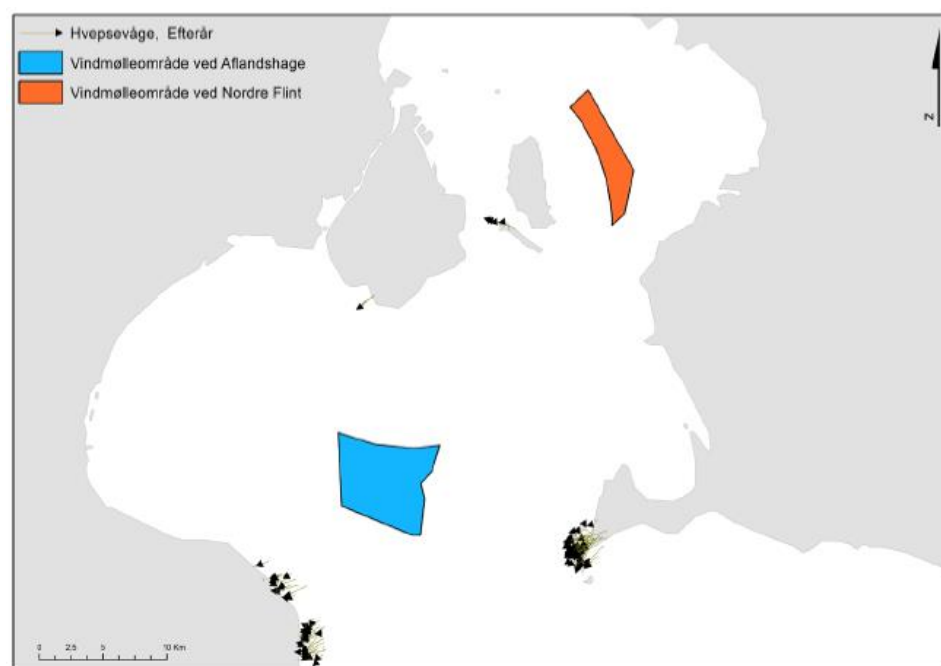 Hvepsevåge, Efterår
Vindmølleområde ved Aflandshage
Vindmølleområde ved Nordre Flint
N
0 2,5 5 10 Km